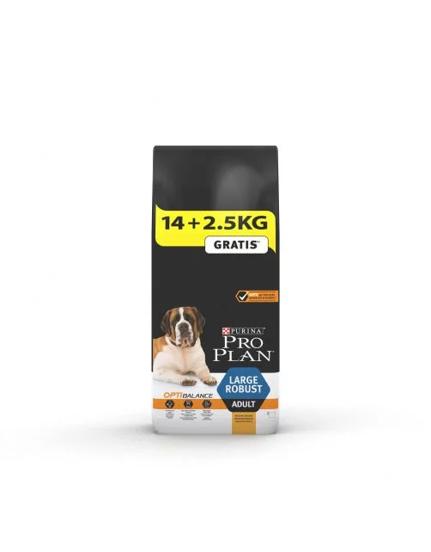 14 + 2.5KG
GRATIS
PURINA
PRO
PLAN
LARGE
ROBUST
ADULT
OPTIBALANCE